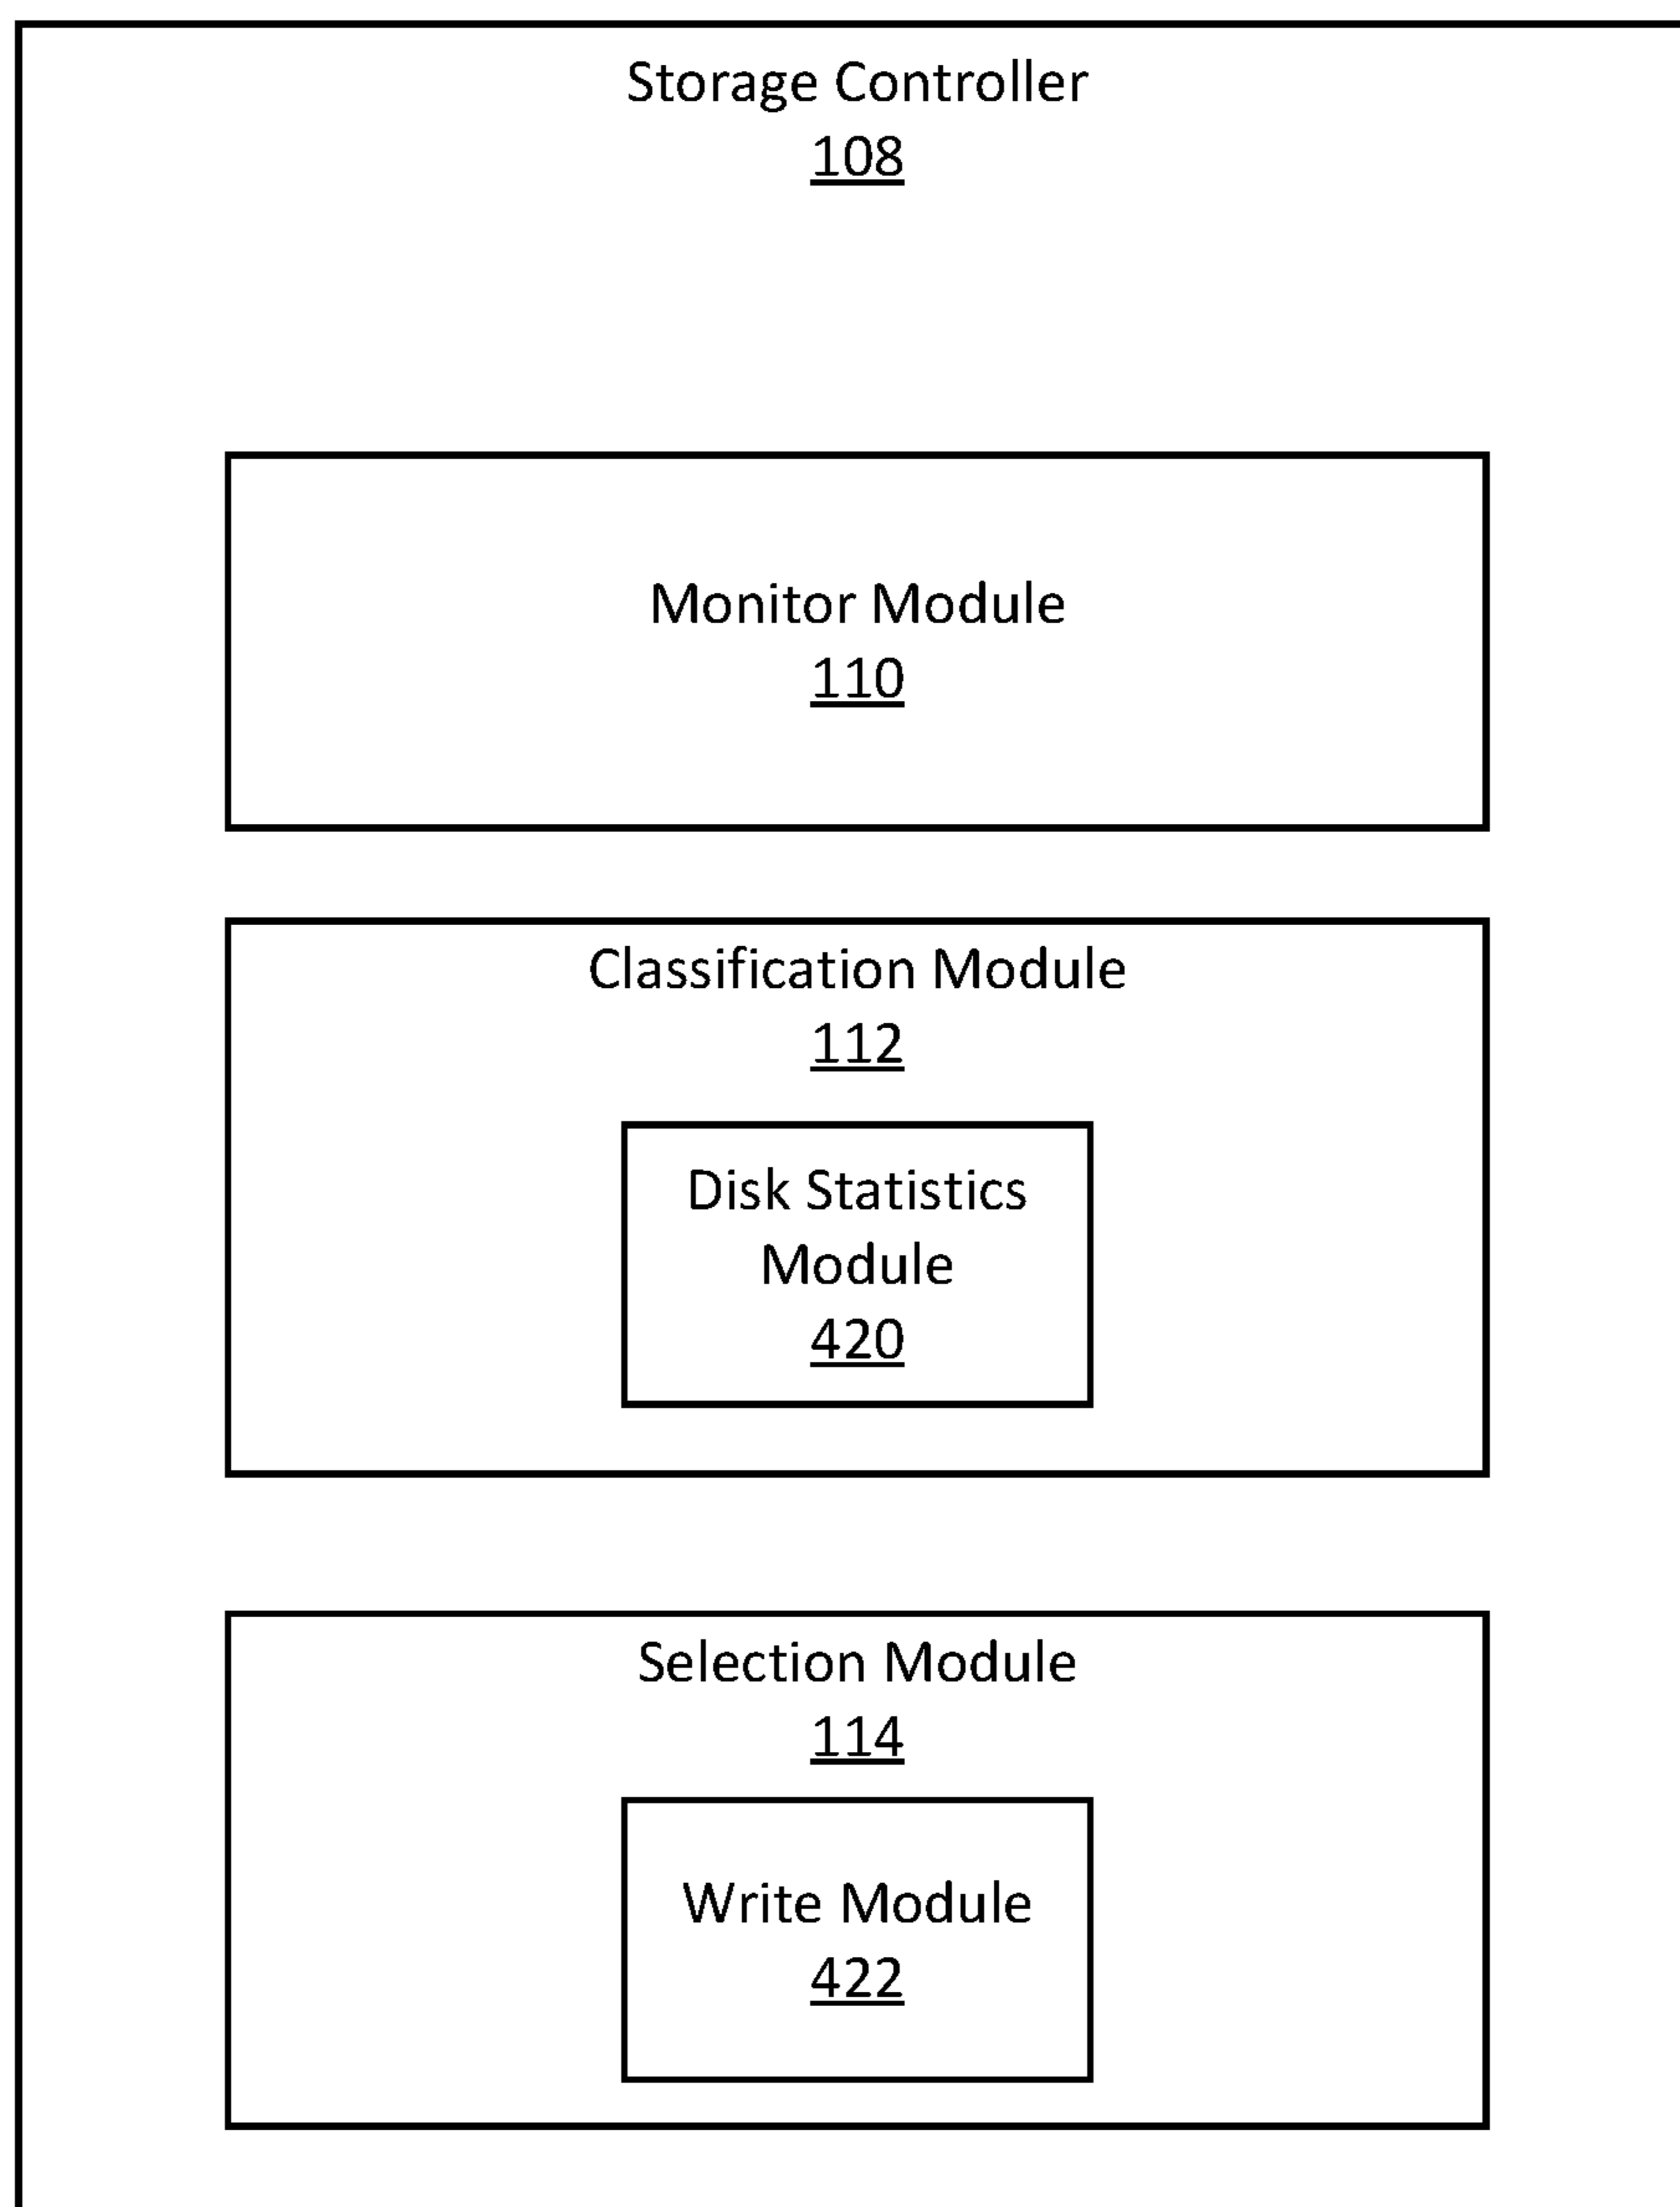 Storage Controller
108
Monitor Module
110
Classification Module
112
Disk Statistics
Module
420
Selection Module
114
Write Module
422